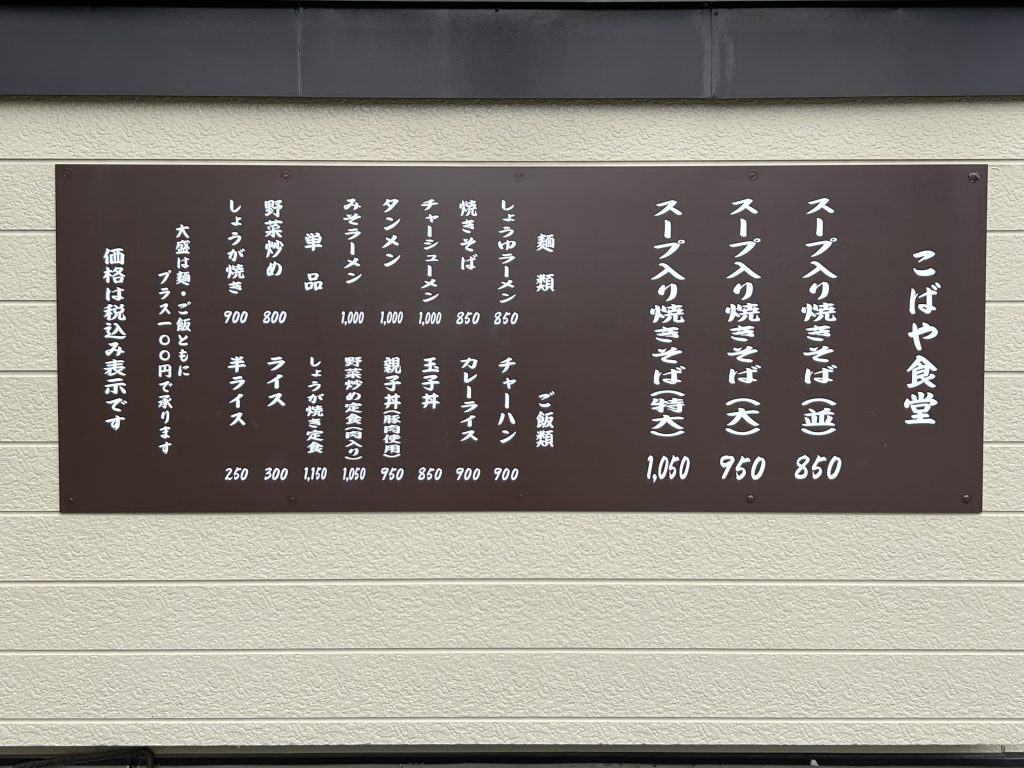 こばや食堂
スープ入り焼きそば（並） 850
スープ入り焼きそば（大） 950
スープ入り焼きそば（特大） 1,050
麺類
しょうゆラーメン 850
焼きそば 850
チャーシューメン 1,000
タンメン 1,000
みそラーメン 1,000
単品
野菜炒め 800
しょうが焼き 900
ご飯類
チャーハン 900
カレーライス 900
玉子丼 850
親子丼（豚肉使用） 950
野菜炒め定食（肉入り） 1,050
しょうが焼き定食 1,150
ライス 300
半ライス 250
大盛は麺・ご飯ともに
プラス一〇〇円で承ります
価格は税込み表示です